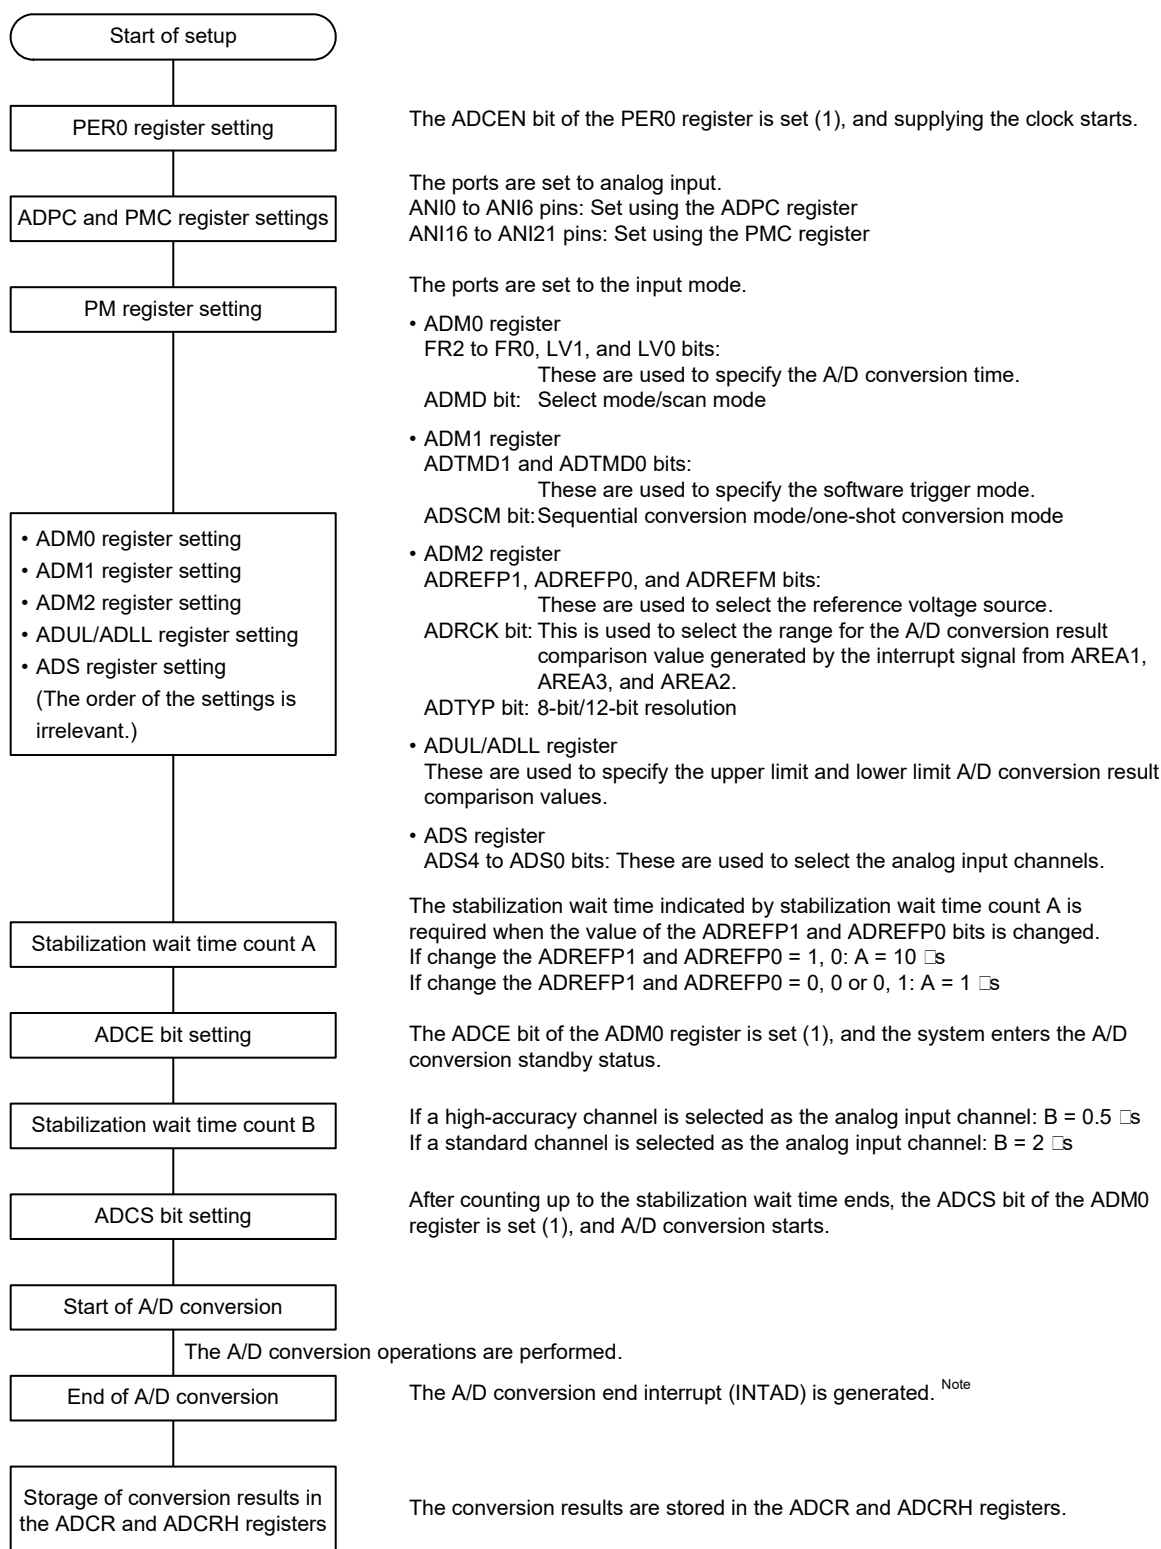 Start of setup
PER0 register setting
The ADCEN bit of the PER0 register is set (1), and supplying the clock starts.
ADPC and PMC register settings
The ports are set to analog input.
ANI0 to ANI6 pins: Set using the ADPC register
ANI16 to ANI21 pins: Set using the PMC register
PM register setting
The ports are set to the input mode.
• ADM0 register setting
• ADM1 register setting
• ADM2 register setting
• ADUL/ADLL register setting
• ADS register setting
(The order of the settings is
irrelevant.)
• ADM0 register
FR2 to FR0, LV1, and LV0 bits:
These are used to specify the A/D conversion time.
ADMD bit: Select mode/scan mode
• ADM1 register
ADTMD1 and ADTMD0 bits:
These are used to specify the software trigger mode.
ADSCM bit: Sequential conversion mode/one-shot conversion mode
• ADM2 register
ADREFP1, ADREFP0, and ADREFM bits:
These are used to select the reference voltage source.
ADRCK bit: This is used to select the range for the A/D conversion result
comparison value generated by the interrupt signal from AREA1,
AREA3, and AREA2.
ADTYP bit: 8-bit/12-bit resolution
• ADUL/ADLL register
These are used to specify the upper limit and lower limit A/D conversion result
comparison values.
• ADS register
ADS4 to ADS0 bits: These are used to select the analog input channels.
Stabilization wait time count A
The stabilization wait time indicated by stabilization wait time count A is
required when the value of the ADREFP1 and ADREFP0 bits is changed.
If change the ADREFP1 and ADREFP0 = 1, 0: A = 10 □s
If change the ADREFP1 and ADREFP0 = 0, 0 or 0, 1: A = 1 □s
ADCE bit setting
The ADCE bit of the ADM0 register is set (1), and the system enters the A/D
conversion standby status.
Stabilization wait time count B
If a high-accuracy channel is selected as the analog input channel: B = 0.5 □s
If a standard channel is selected as the analog input channel: B = 2 □s
ADCS bit setting
After counting up to the stabilization wait time ends, the ADCS bit of the ADM0
register is set (1), and A/D conversion starts.
Start of A/D conversion
The A/D conversion operations are performed.
End of A/D conversion
The A/D conversion end interrupt (INTAD) is generated. Note
Storage of conversion results in
the ADCR and ADCRH registers
The conversion results are stored in the ADCR and ADCRH registers.